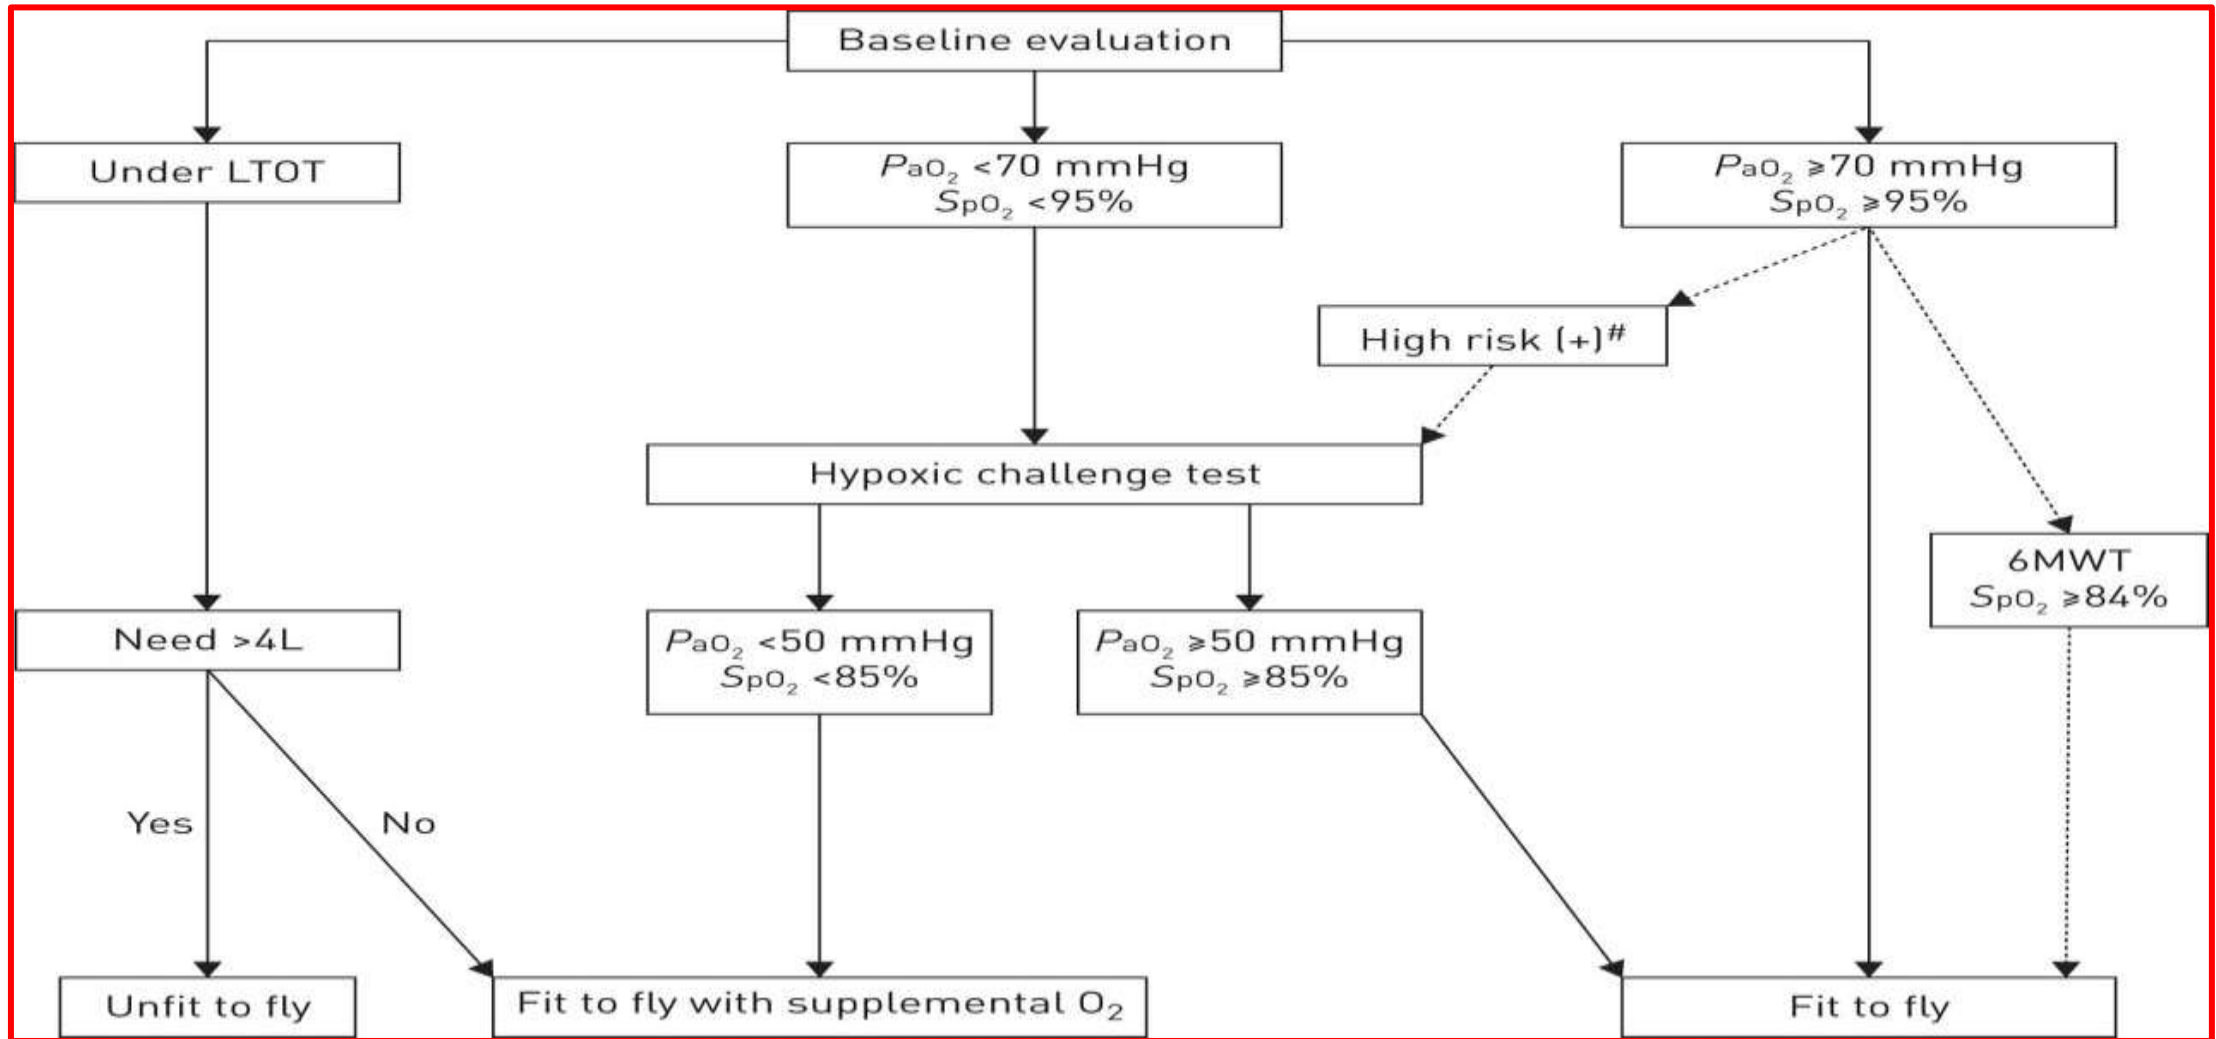 Baseline evaluation
Under LTOT
PaO₂ <70 mmHg
SpO₂ <95%
PaO₂ ⩾70 mmHg
SpO₂ ⩾95%
High risk (+)#
Hypoxic challenge test
6MWT
SpO₂ ⩾84%
Need >4L
PaO₂ <50 mmHg
SpO₂ <85%
PaO₂ ⩾50 mmHg
SpO₂ ⩾85%
Yes
No
Unfit to fly
Fit to fly with supplemental O₂
Fit to fly